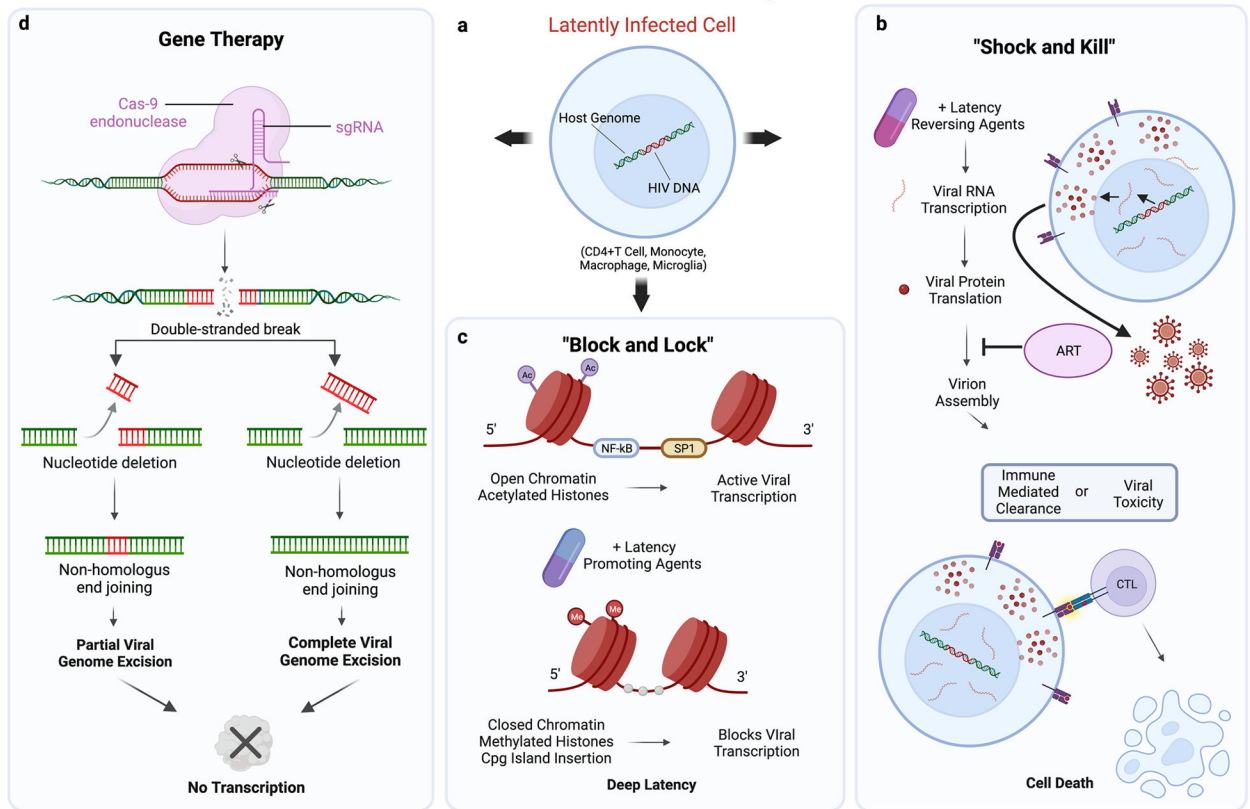 d
Gene Therapy
Cas-9
endonuclease
sgRNA
Double-stranded break
Nucleotide deletion
Nucleotide deletion
Non-homologus
end joining
Non-homologus
end joining
Partial Viral
Genome Excision
Complete Viral
Genome Excision
No Transcription
a
Latently Infected Cell
Host Genome
HIV DNA
(CD4+T Cell, Monocyte,
Macrophage, Microglia)
c
"Block and Lock"
Ac
Ac
5'
NF-kB
SP1
3'
Open Chromatin
Acetylated Histones
Active Viral
Transcription
+ Latency
Promoting Agents
Me
Me
5'
3'
Closed Chromatin
Methylated Histones
Cpg Island Insertion
Blocks VIral
Transcription
Deep Latency
b
"Shock and Kill"
+ Latency
Reversing Agents
Viral RNA
Transcription
Viral Protein
Translation
ART
Virion
Assembly
Immune
Mediated
Clearance
or
Viral
Toxicity
CTL
Cell Death